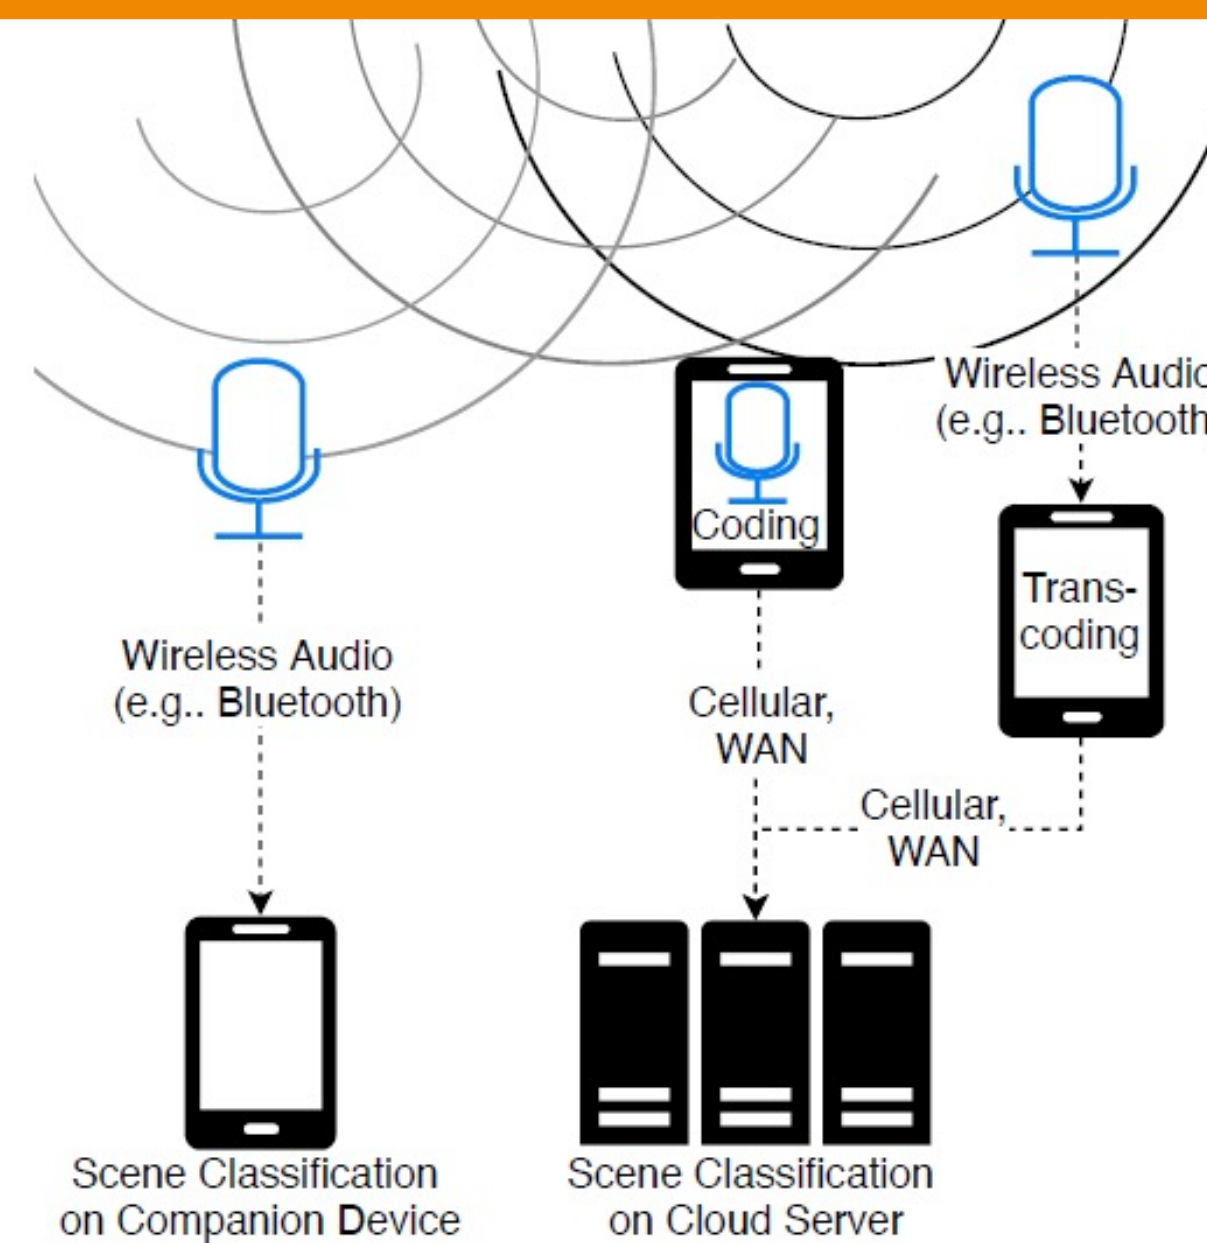 Wireless Audio
(e.g.. Bluetooth
Coding
Trans-
coding
Wireless Audio
(e.g.. Bluetooth)
Cellular,
WAN
Cellular,
WAN
Scene Classification
on Companion Device
Scene Classification
on Cloud Server